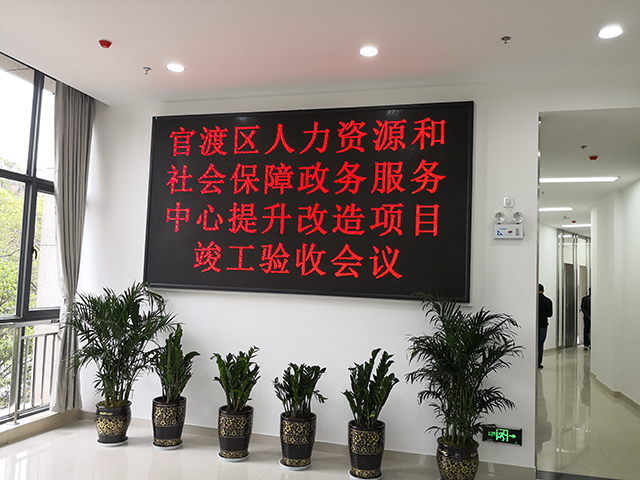 官渡区人力资源和
社会保障政务服务
中心提升改造项目
竣工验收会议